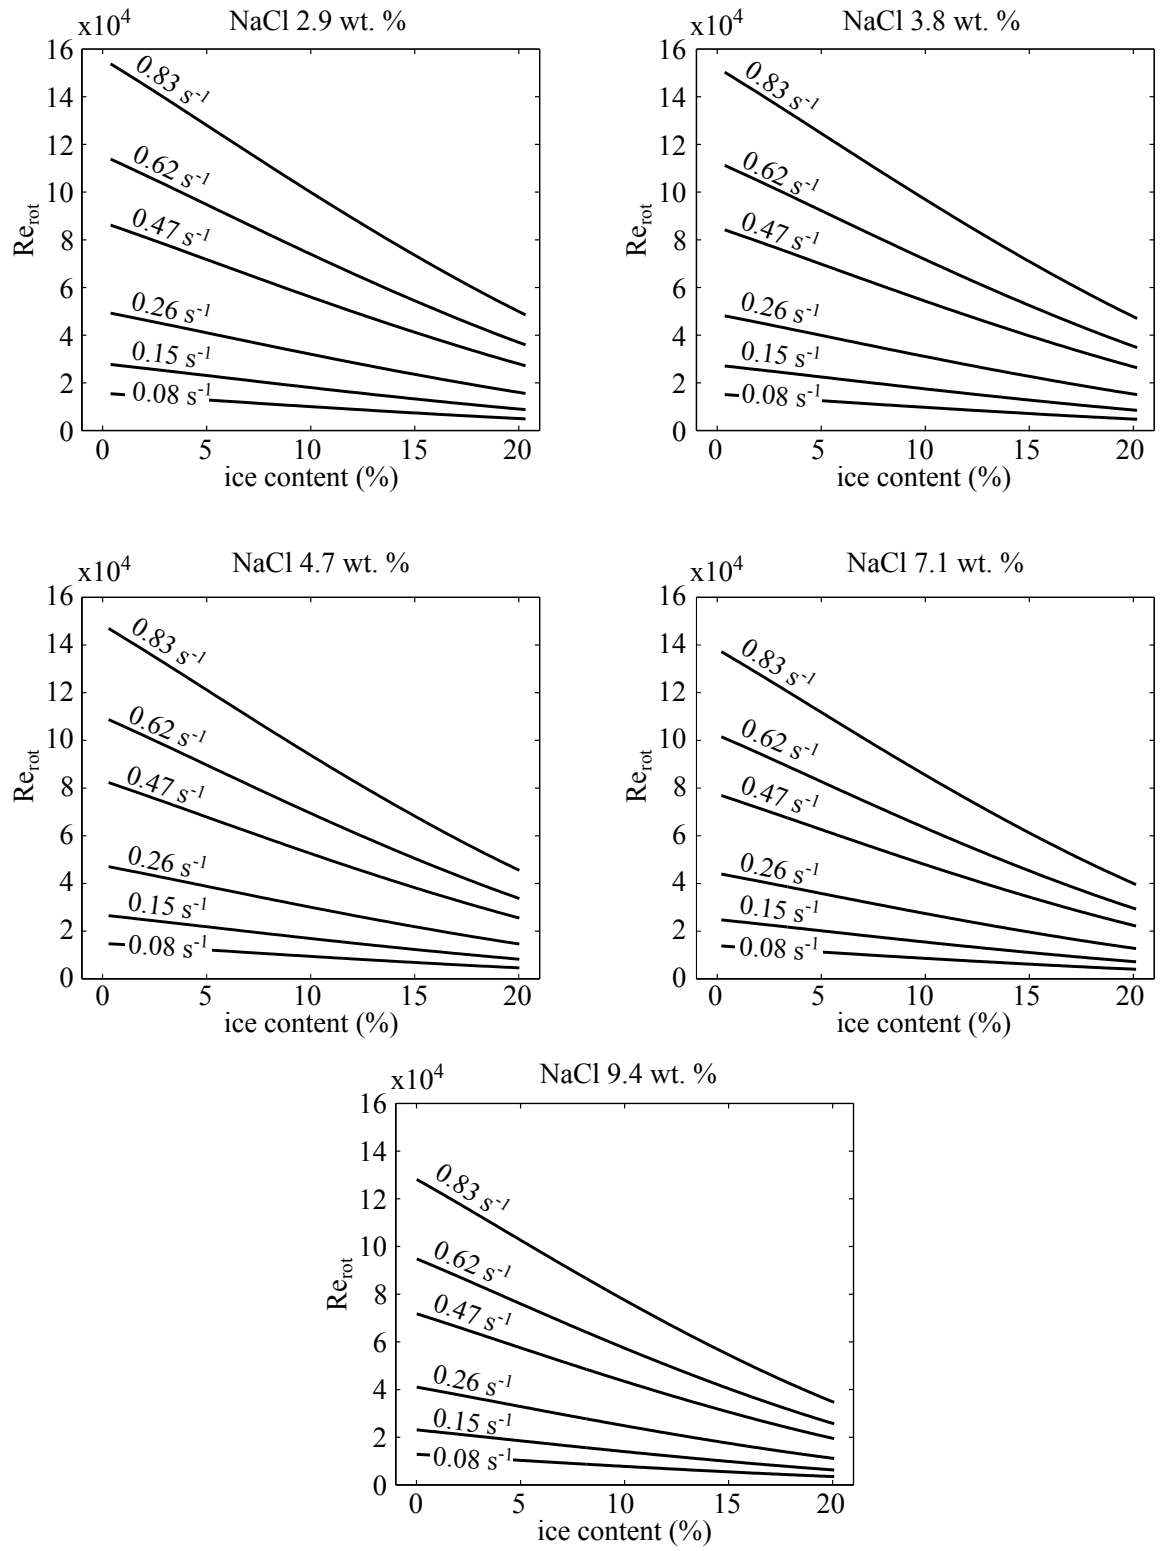 NaCl 2.9 wt. %
x10⁴
16
14
12
10
8
6
4
2
0
Re_rot
0.83 s⁻¹
0.62 s⁻¹
0.47 s⁻¹
0.26 s⁻¹
0.15 s⁻¹
0.08 s⁻¹
0 5 10 15 20
ice content (%)
NaCl 3.8 wt. %
x10⁴
16
14
12
10
8
6
4
2
0
Re_rot
0.83 s⁻¹
0.62 s⁻¹
0.47 s⁻¹
0.26 s⁻¹
0.15 s⁻¹
0.08 s⁻¹
0 5 10 15 20
ice content (%)
NaCl 4.7 wt. %
x10⁴
16
14
12
10
8
6
4
2
0
Re_rot
0.83 s⁻¹
0.62 s⁻¹
0.47 s⁻¹
0.26 s⁻¹
0.15 s⁻¹
0.08 s⁻¹
0 5 10 15 20
ice content (%)
NaCl 7.1 wt. %
x10⁴
16
14
12
10
8
6
4
2
0
Re_rot
0.83 s⁻¹
0.62 s⁻¹
0.47 s⁻¹
0.26 s⁻¹
0.15 s⁻¹
0.08 s⁻¹
0 5 10 15 20
ice content (%)
NaCl 9.4 wt. %
x10⁴
16
14
12
10
8
6
4
2
0
Re_rot
0.83 s⁻¹
0.62 s⁻¹
0.47 s⁻¹
0.26 s⁻¹
0.15 s⁻¹
0.08 s⁻¹
0 5 10 15 20
ice content (%)